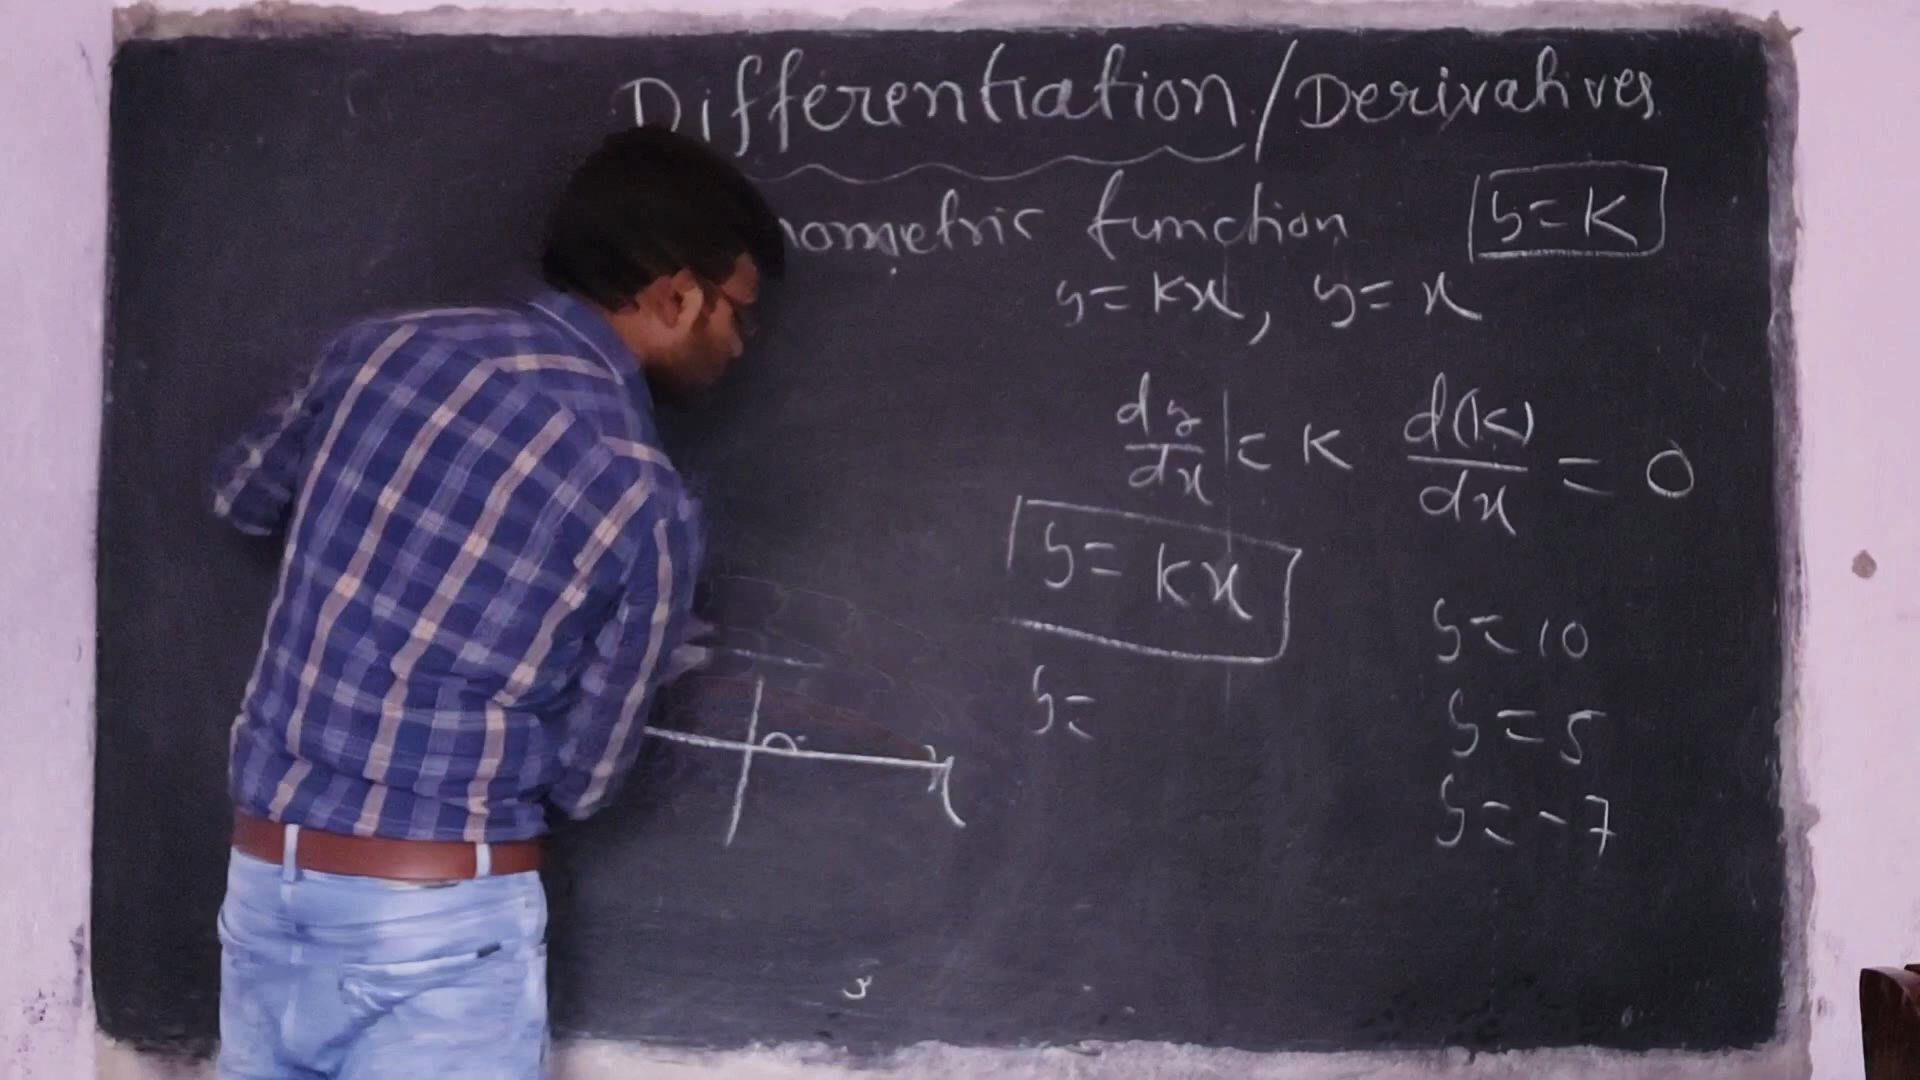 Differentiation/Derivatives
nometric function y=K
y=kx, y=x
dy/dx = K d(K)/dx = 0
y= kx
y= 10
y=
y=5
x
y= -7